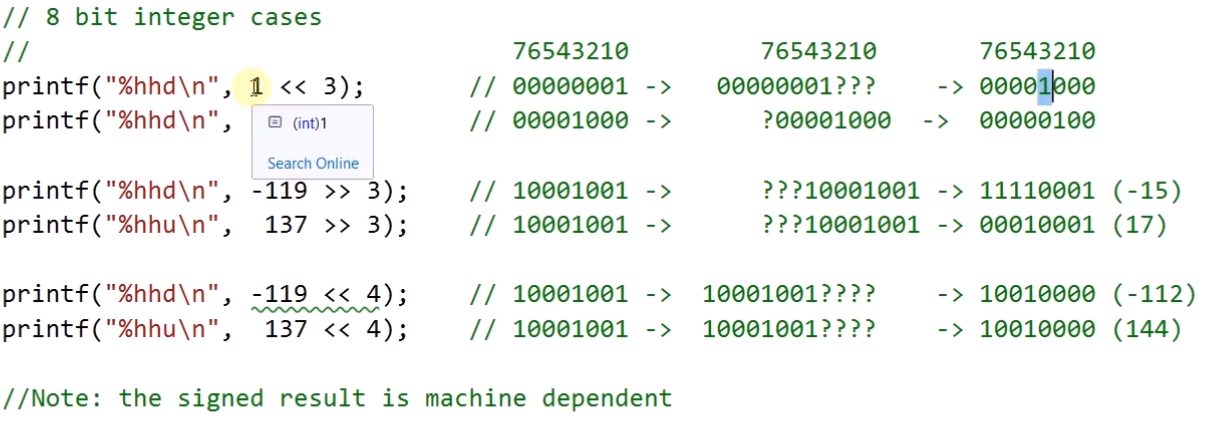 // 8 bit integer cases
// 76543210 76543210 76543210
printf("%hhd\n", 1 << 3); // 00000001 -> 00000001??? -> 00001000
printf("%hhd\n", // 00001000 -> ?00001000 -> 00000100
(int)1
Search Online
printf("%hhd\n", -119 >> 3); // 10001001 -> ???10001001 -> 11110001 (-15)
printf("%hhu\n", 137 >> 3); // 10001001 -> ???10001001 -> 00010001 (17)
printf("%hhd\n", -119 << 4); // 10001001 -> 10001001???? -> 10010000 (-112)
printf("%hhu\n", 137 << 4); // 10001001 -> 10001001???? -> 10010000 (144)
//Note: the signed result is machine dependent